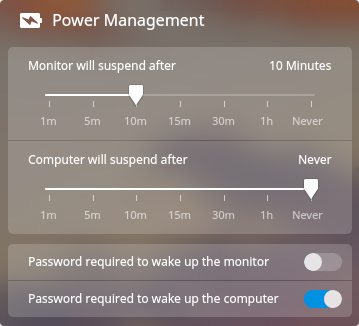 Power Management
Monitor will suspend after 10 Minutes
1m 5m 10m 15m 30m 1h Never
Computer will suspend after Never
1m 5m 10m 15m 30m 1h Never
Password required to wake up the monitor
Password required to wake up the computer